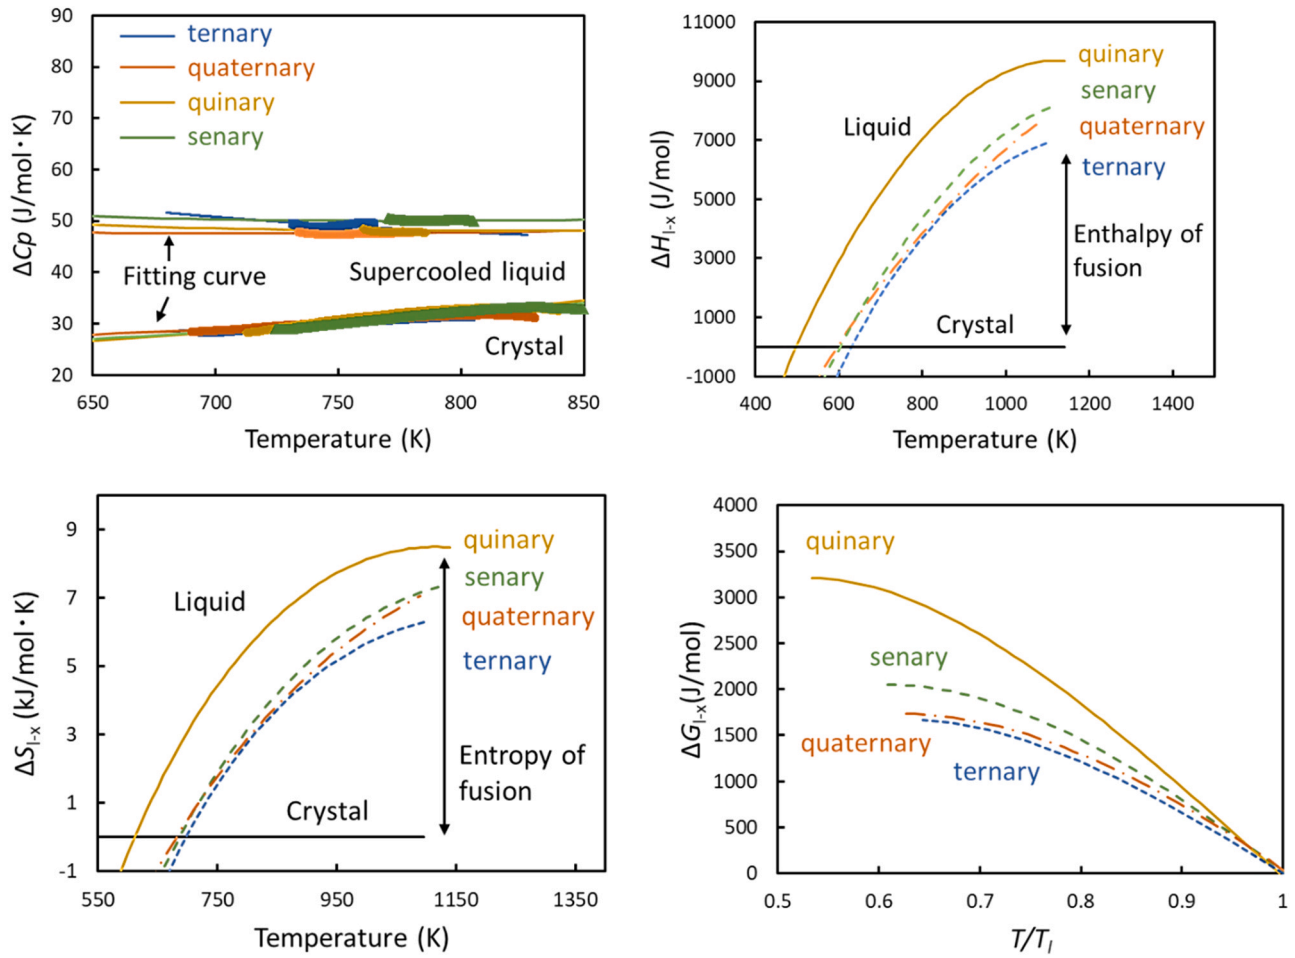 90
80
70
60
50
40
30
20
ΔCp (J/mol·K)
ternary
quaternary
quinary
senary
Fitting curve
Supercooled liquid
Crystal
650 700 750 800 850
Temperature (K)
11000
9000
7000
5000
3000
1000
-1000
ΔHl-x (J/mol)
quinary
senary
quaternary
ternary
Liquid
Enthalpy of
fusion
Crystal
400 600 800 1000 1200 1400
Temperature (K)
9
7
5
3
1
-1
ΔSl-x (kJ/mol·K)
quinary
senary
quaternary
ternary
Liquid
Entropy of
fusion
Crystal
550 750 950 1150 1350
Temperature (K)
4000
3500
3000
2500
2000
1500
1000
500
0
ΔGl-x(J/mol)
quinary
senary
quaternary
ternary
0.5 0.6 0.7 0.8 0.9 1
T/Tl